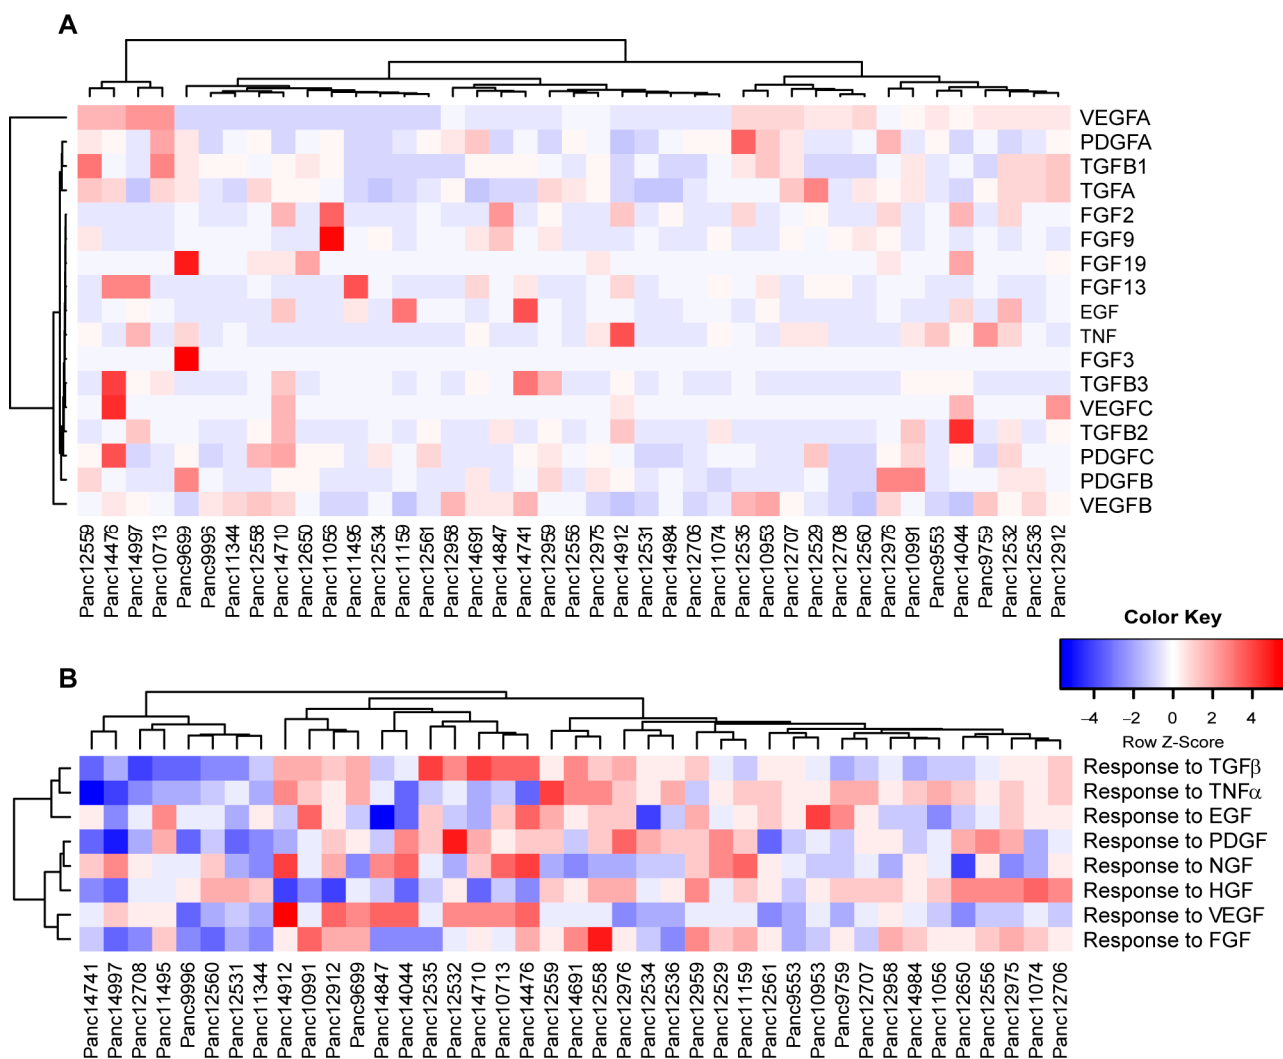 A
VEGFA
PDGFA
TGFB1
TGFA
FGF2
FGF9
FGF19
FGF13
EGF
TNF
FGF3
TGFB3
VEGFC
TGFB2
PDGFC
PDGFB
VEGFB
Panc12559
Panc14476
Panc14997
Panc10713
Panc9699
Panc9996
Panc11344
Panc12558
Panc14710
Panc12650
Panc11056
Panc11495
Panc12534
Panc11159
Panc12561
Panc12958
Panc14691
Panc14847
Panc14741
Panc12959
Panc12556
Panc12975
Panc14912
Panc12531
Panc14984
Panc12706
Panc11074
Panc12535
Panc10953
Panc12707
Panc12529
Panc12708
Panc12560
Panc12976
Panc10991
Panc9553
Panc14044
Panc9759
Panc12532
Panc12536
Panc12912
Color Key
−4 −2 0 2 4
Row Z-Score
B
Response to TGFβ
Response to TNFα
Response to EGF
Response to PDGF
Response to NGF
Response to HGF
Response to VEGF
Response to FGF
Panc14741
Panc14997
Panc12708
Panc11495
Panc9996
Panc12560
Panc12531
Panc11344
Panc14912
Panc10991
Panc12912
Panc9699
Panc14847
Panc14044
Panc12535
Panc12532
Panc14710
Panc10713
Panc14476
Panc12559
Panc14691
Panc12558
Panc12976
Panc12534
Panc12536
Panc12959
Panc12529
Panc11159
Panc12561
Panc9553
Panc10953
Panc9759
Panc12707
Panc12958
Panc14984
Panc11056
Panc12650
Panc12556
Panc12975
Panc11074
Panc12706